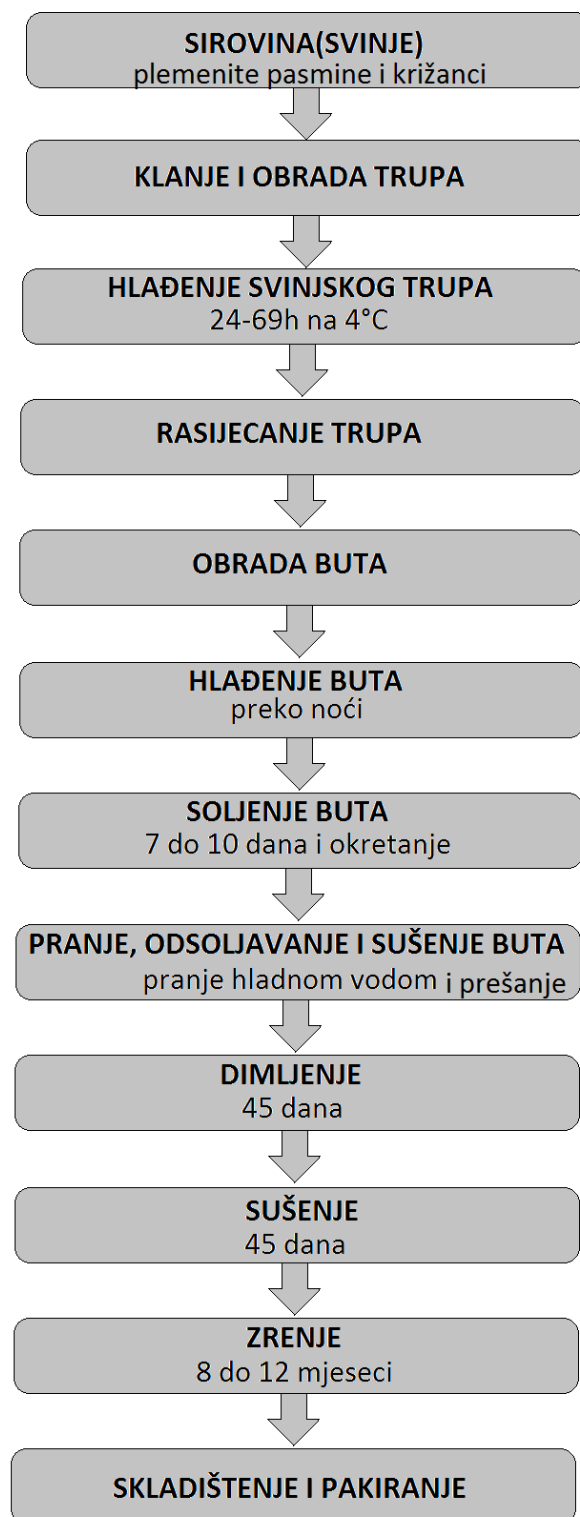 SIROVINA(SVINJE)
plemenite pasmine i križanci
KLANJE I OBRADA TRUPA
HLAĐENJE SVINJSKOG TRUPA
24-69h na 4°C
RASIJECANJE TRUPA
OBRADA BUTA
HLAĐENJE BUTA
preko noći
SOLJENJE BUTA
7 do 10 dana i okretanje
PRANJE, ODSOLJAVANJE I SUŠENJE BUTA
pranje hladnom vodom i prešanje
DIMLJENJE
45 dana
SUŠENJE
45 dana
ZRENJE
8 do 12 mjeseci
SKLADIŠTENJE I PAKIRANJE